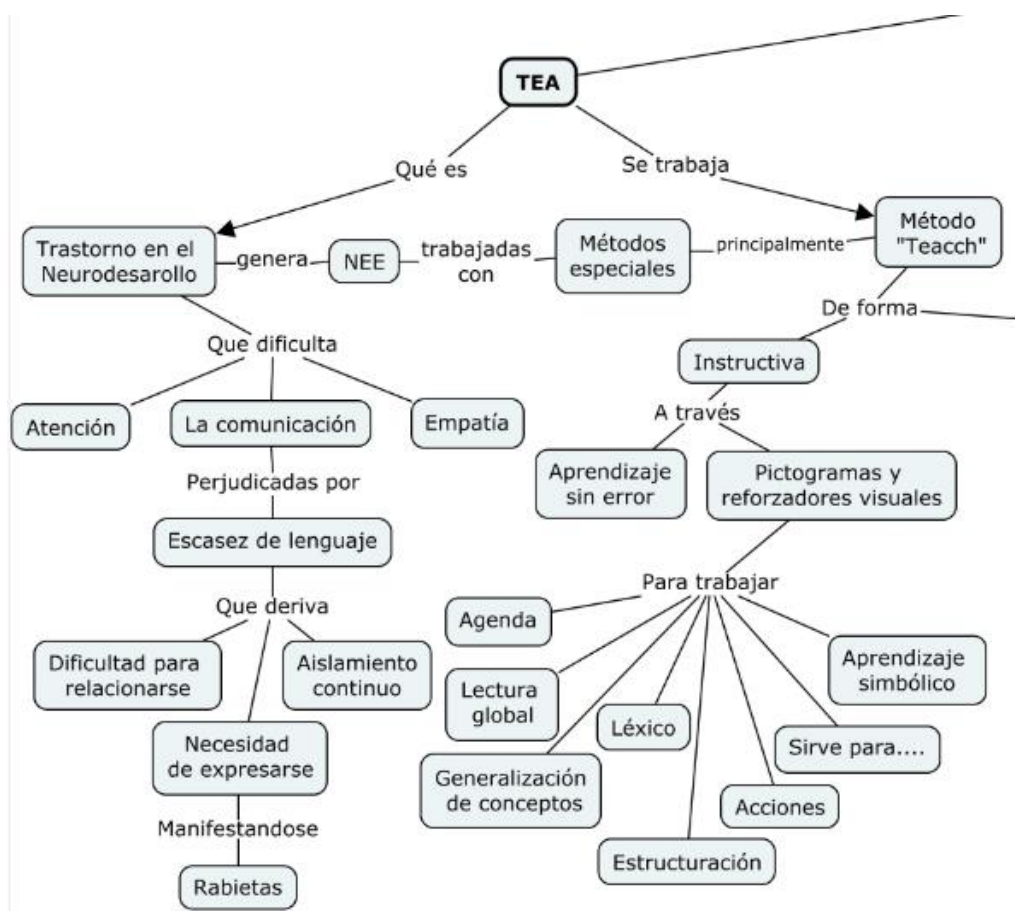 TEA
Qué es
Se trabaja
Trastorno en el
Neurodesarollo
genera
NEE
trabajadas
con
Métodos
especiales
principalmente
Método
"Teacch"
Que dificulta
De forma
Instructiva
Atención
La comunicación
Empatía
A través
Perjudicadas por
Aprendizaje
sin error
Pictogramas y
reforzadores visuales
Escasez de lenguaje
Para trabajar
Que deriva
Agenda
Dificultad para
relacionarse
Aislamiento
continuo
Lectura
global
Léxico
Aprendizaje
simbólico
Necesidad
de expresarse
Generalización
de conceptos
Sirve para....
Acciones
Manifestandose
Estructuración
Rabietas